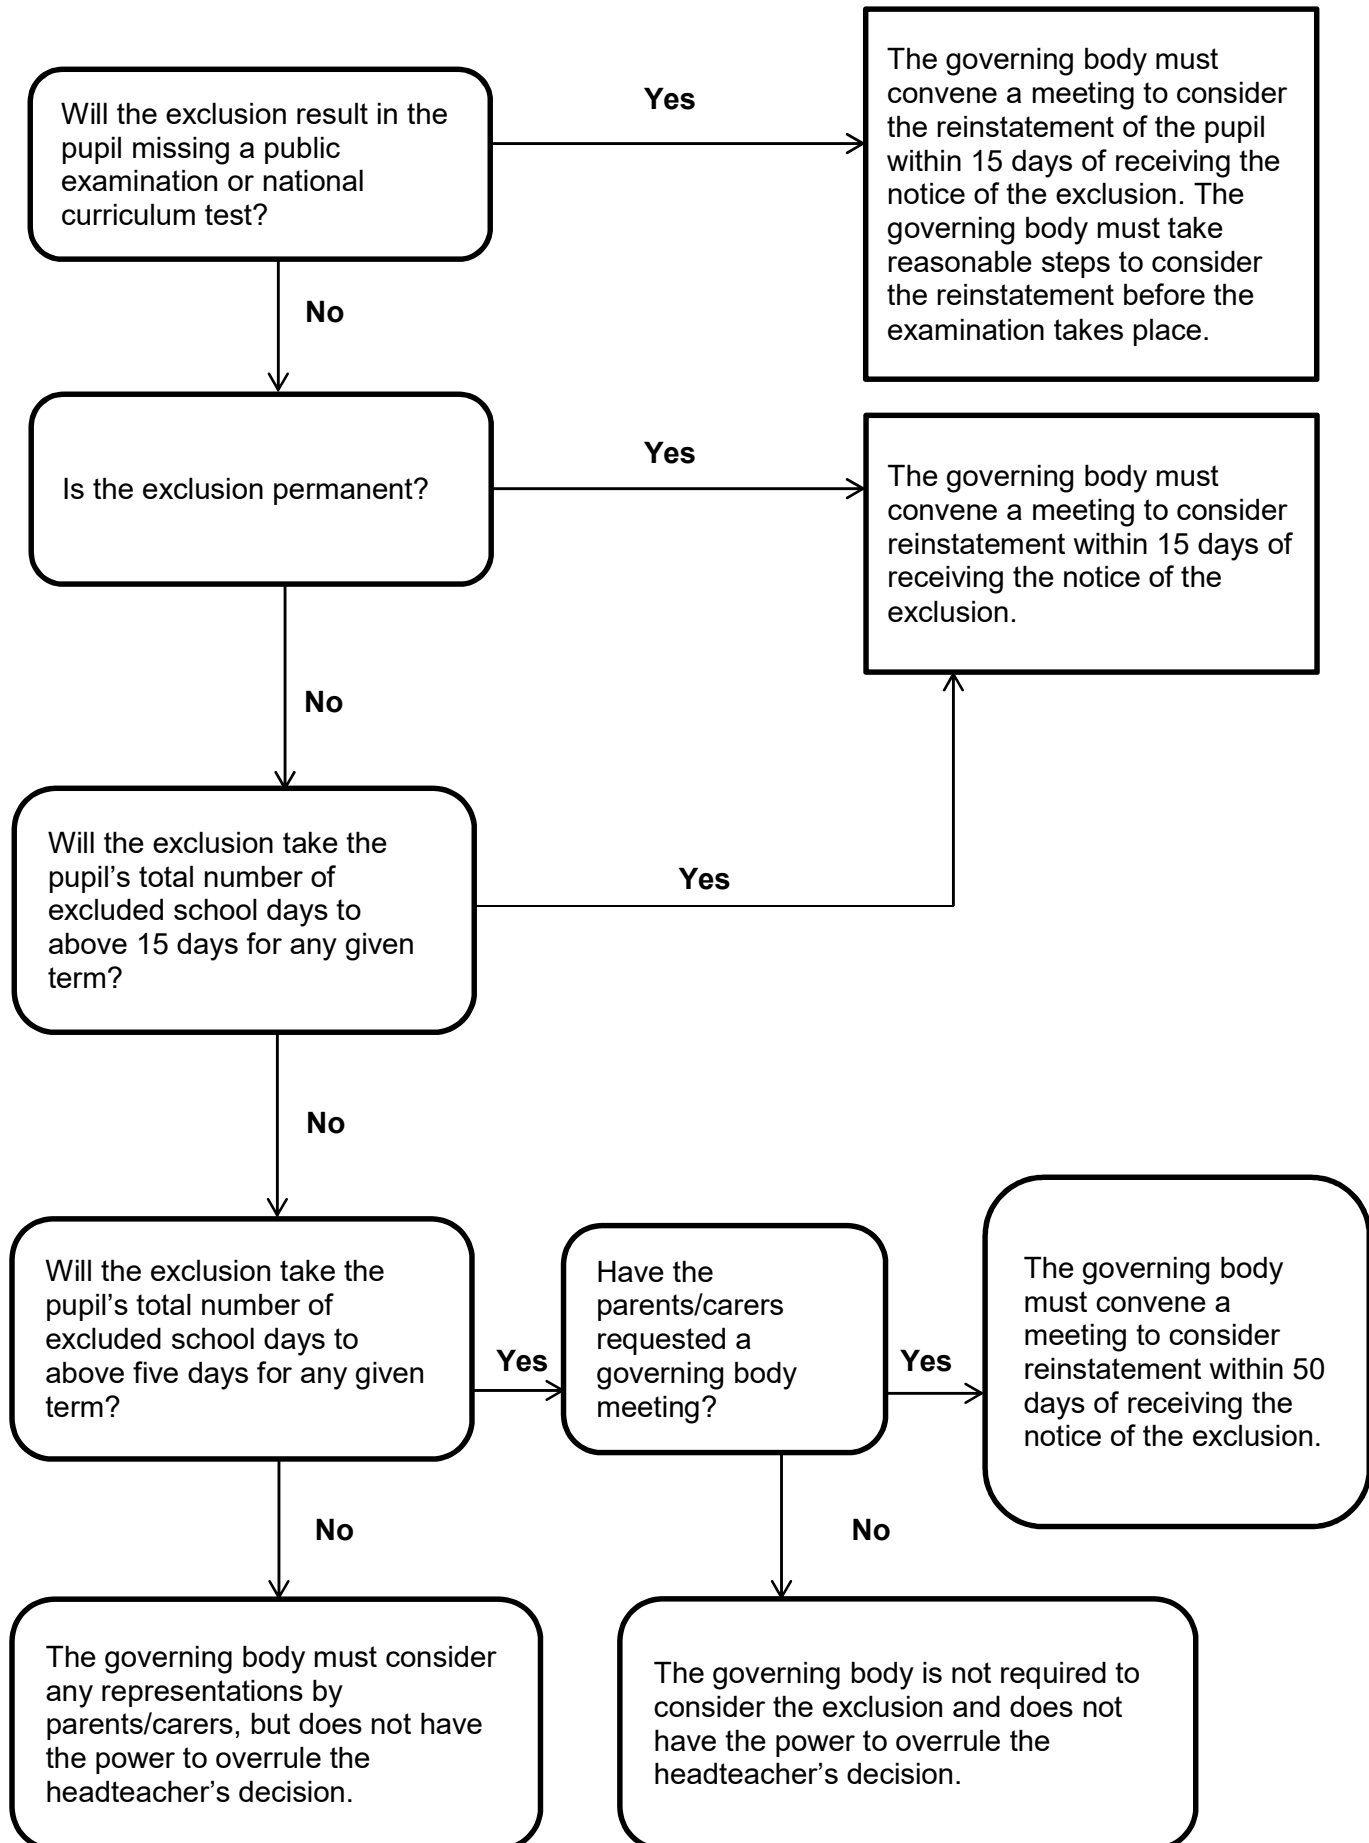 Will the exclusion result in the
pupil missing a public
examination or national
curriculum test?
Yes
The governing body must
convene a meeting to consider
the reinstatement of the pupil
within 15 days of receiving the
notice of the exclusion. The
governing body must take
reasonable steps to consider
the reinstatement before the
examination takes place.
No
Is the exclusion permanent?
Yes
The governing body must
convene a meeting to consider
reinstatement within 15 days of
receiving the notice of the
exclusion.
No
Will the exclusion take the
pupil’s total number of
excluded school days to
above 15 days for any given
term?
Yes
No
Will the exclusion take the
pupil’s total number of
excluded school days to
above five days for any given
term?
Yes
Have the
parents/carers
requested a
governing body
meeting?
Yes
The governing body
must convene a
meeting to consider
reinstatement within 50
days of receiving the
notice of the exclusion.
No
No
The governing body must consider
any representations by
parents/carers, but does not have
the power to overrule the
headteacher’s decision.
The governing body is not required to
consider the exclusion and does not
have the power to overrule the
headteacher’s decision.